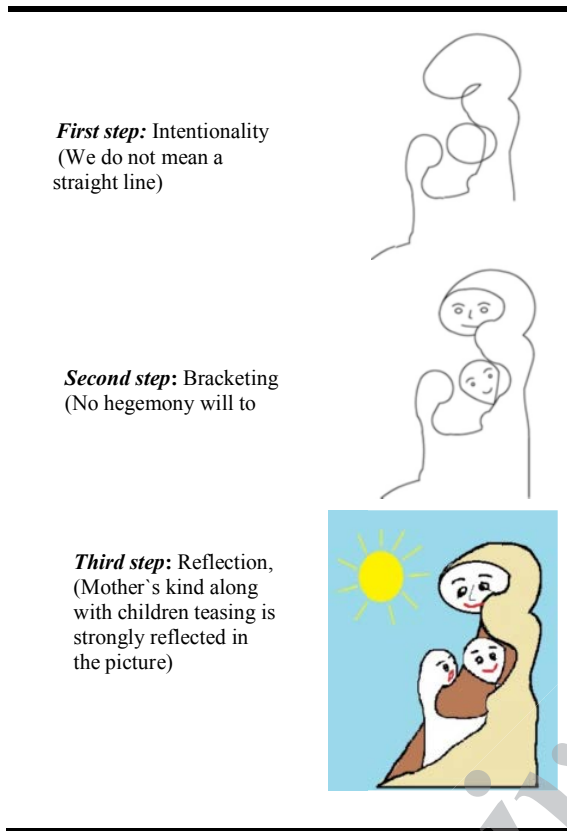 First step: Intentionality
(We do not mean a
straight line)
Second step: Bracketing
(No hegemony will to
Third step: Reflection,
(Mother`s kind along
with children teasing is
strongly reflected in
the picture)